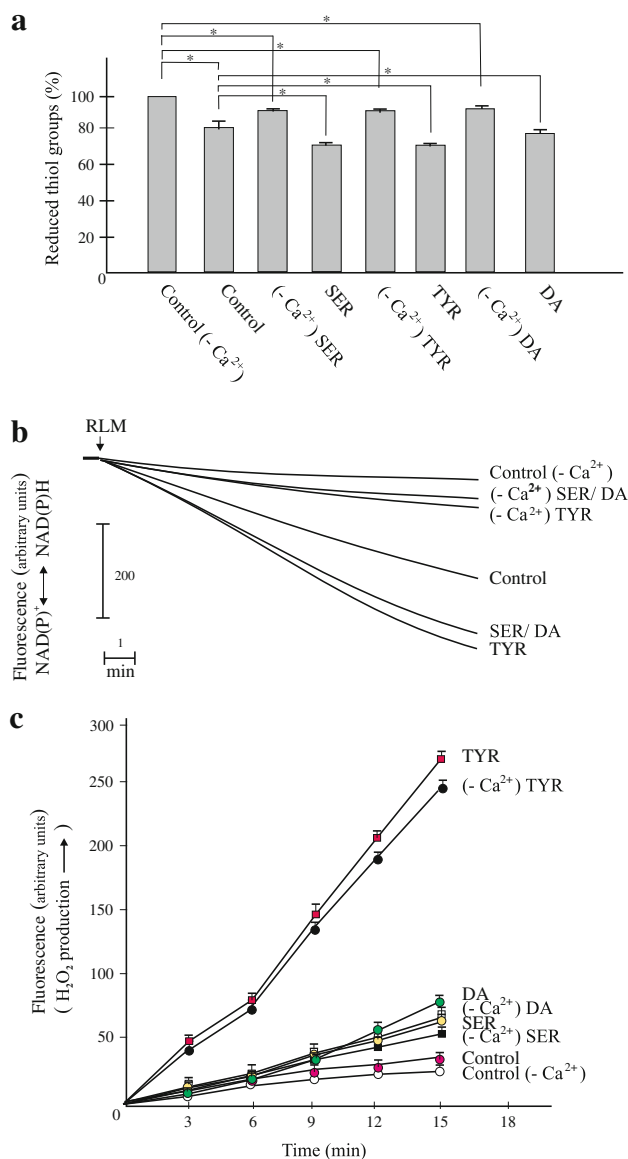 a
* * * * * *
Reduced thiol groups (%)
100
80
60
40
20
0
Control (- Ca²⁺)
Control
(- Ca²⁺) SER
SER
(- Ca²⁺) TYR
TYR
(- Ca²⁺) DA
DA
b
RLM
Fluorescence (arbitrary units)
NAD(P)⁺ ⟷ NAD(P)H
200
1
min
Control (- Ca²⁺)
(- Ca²⁺) SER/ DA
(- Ca²⁺) TYR
Control
SER/ DA
TYR
c
Fluorescence (arbitrary units)
( H₂O₂ production ⟶ )
300
250
200
150
100
50
0
3 6 9 12 15 18
Time (min)
TYR
(- Ca²⁺) TYR
DA
(- Ca²⁺) DA
SER
(- Ca²⁺) SER
Control
Control (- Ca²⁺)